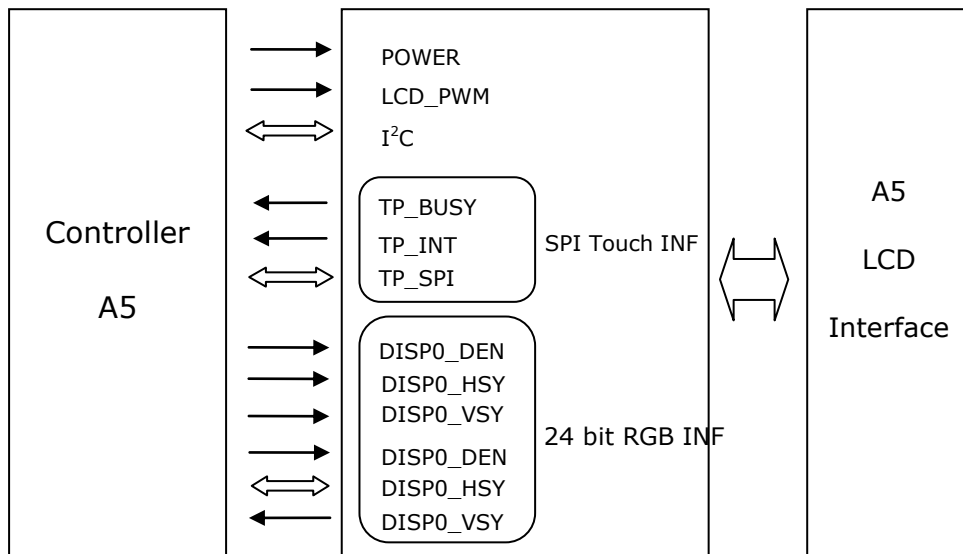 Controller
A5
POWER
LCD_PWM
I²C
TP_BUSY
TP_INT
TP_SPI
SPI Touch INF
DISP0_DEN
DISP0_HSY
DISP0_VSY
DISP0_DEN
DISP0_HSY
DISP0_VSY
24 bit RGB INF
A5
LCD
Interface